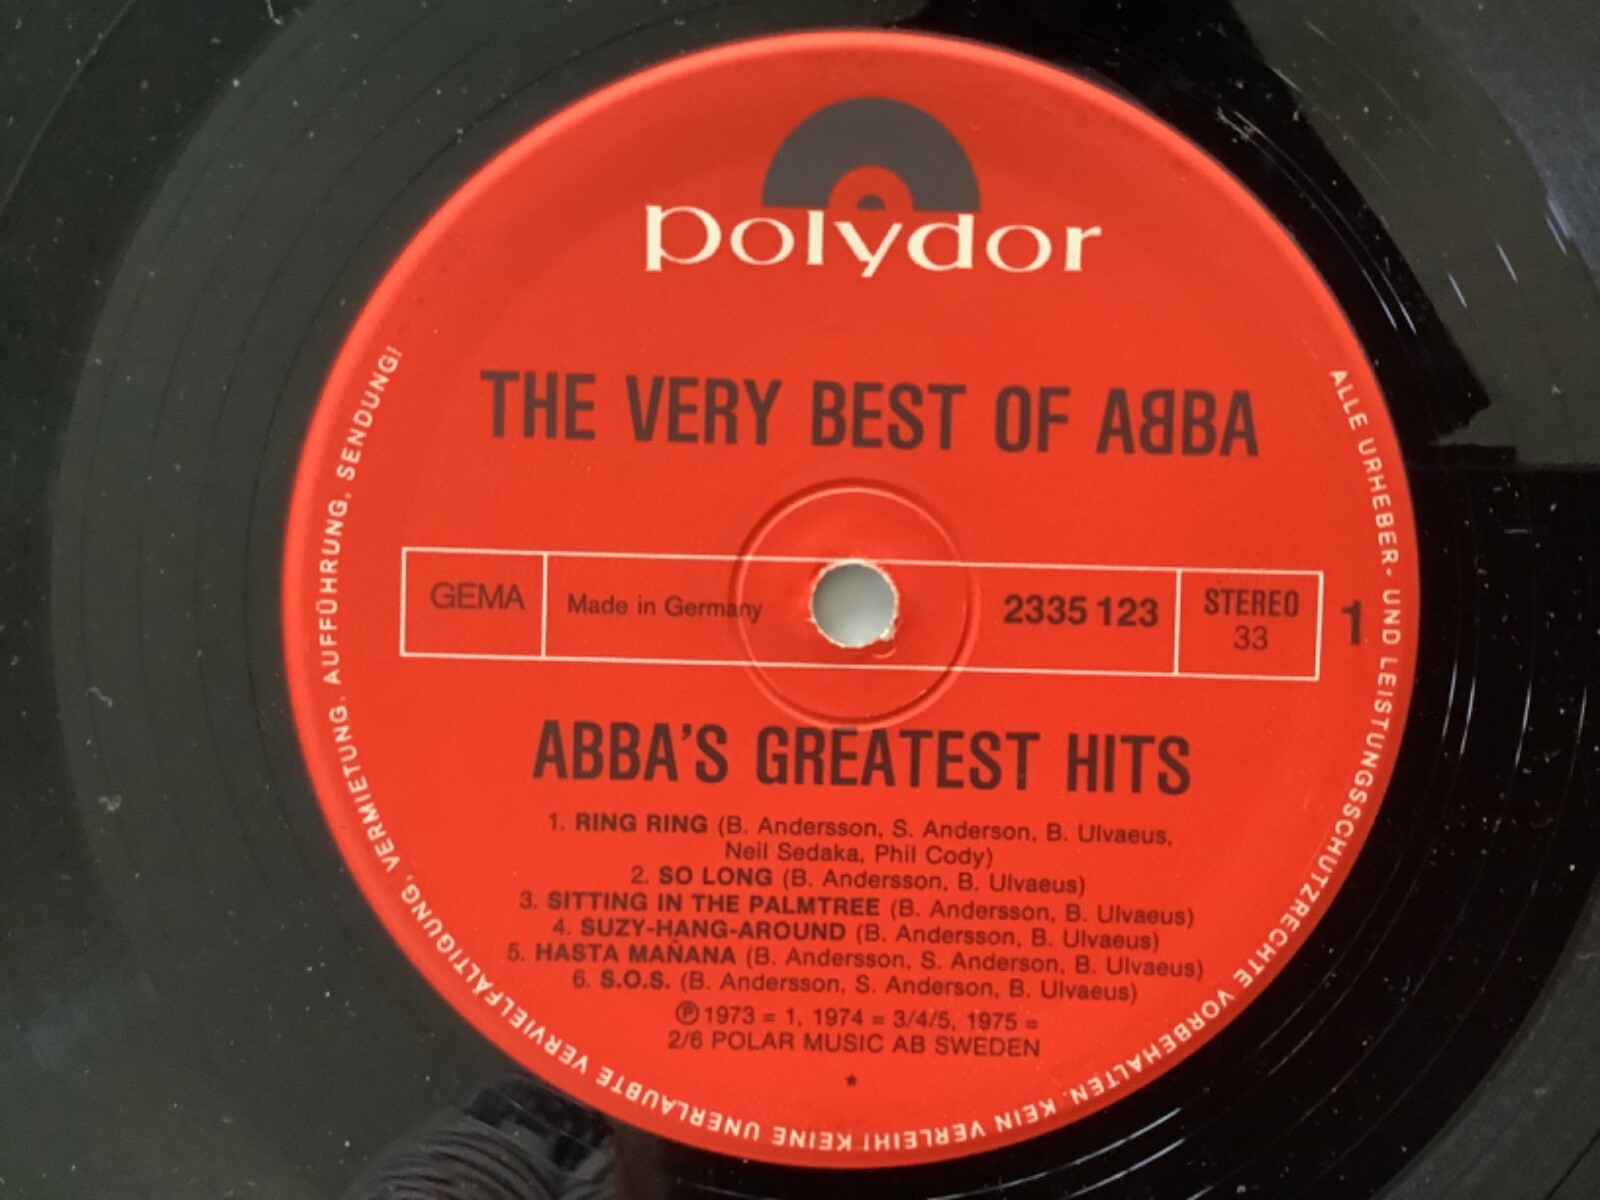 polydor
THE VERY BEST OF AᗺBA
GEMA
Made in Germany
2335 123
STEREO
33
1
ABBA'S GREATEST HITS
1. RING RING (B. Andersson, S. Anderson, B. Ulvaeus,
Neil Sedaka, Phil Cody)
2. SO LONG (B. Andersson, B. Ulvaeus)
3. SITTING IN THE PALMTREE (B. Andersson, B. Ulvaeus)
4. SUZY-HANG-AROUND (B. Andersson, B. Ulvaeus)
5. HASTA MAÑANA (B. Andersson, S. Anderson, B. Ulvaeus)
6. S.O.S. (B. Andersson, S. Anderson, B. Ulvaeus)
Ⓟ 1973 = 1, 1974 = 3/4/5, 1975 =
2/6 POLAR MUSIC AB SWEDEN
*
ALLE URHEBER- UND LEISTUNGSSCHUTZRECHTE VORBEHALTEN. KEIN VERLEIH! KEINE UNERLAUBTE VERVIELFÄLTIGUNG, VERMIETUNG, AUFFÜHRUNG, SENDUNG!